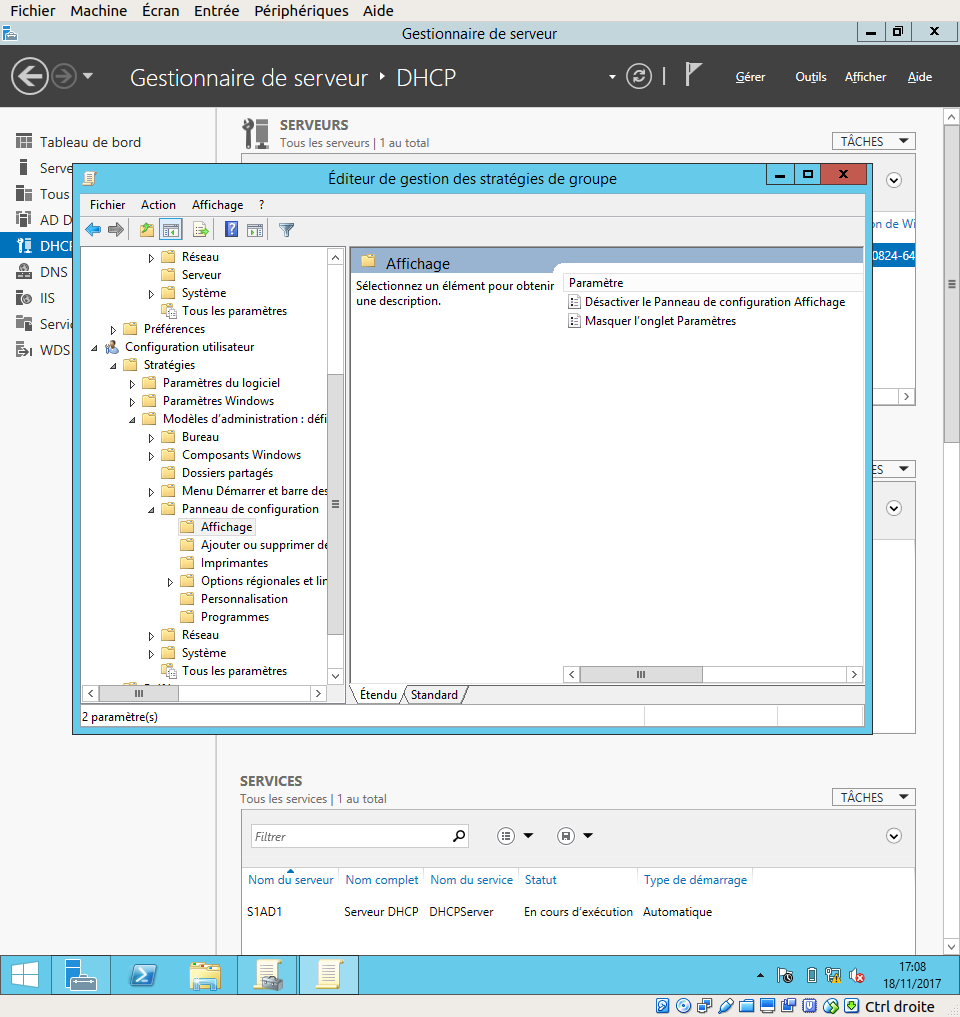 Fichier Machine Écran Entrée Périphériques Aide
Gestionnaire de serveur
Gestionnaire de serveur DHCP
Gérer Outils Afficher Aide
Tableau de bord
Serve
Tous
AD D
DHCP
DNS
IIS
Servic
WDS
SERVEURS
Tous les serveurs | 1 au total
TÂCHES
on de Wi
0824-64
Éditeur de gestion des stratégies de groupe
Fichier Action Affichage ?
Réseau
Serveur
Système
Tous les paramètres
Préférences
Configuration utilisateur
Stratégies
Paramètres du logiciel
Paramètres Windows
Modèles d'administration : défi
Bureau
Composants Windows
Dossiers partagés
Menu Démarrer et barre des
Panneau de configuration
Affichage
Ajouter ou supprimer de
Imprimantes
Options régionales et lin
Personnalisation
Programmes
Réseau
Système
Tous les paramètres
Affichage
Sélectionnez un élément pour obtenir
une description.
Paramètre
Désactiver le Panneau de configuration Affichage
Masquer l'onglet Paramètres
Étendu Standard
2 paramètre(s)
ES
SERVICES
Tous les services | 1 au total
TÂCHES
Filtrer
Nom du serveur Nom complet Nom du service Statut Type de démarrage
S1AD1 Serveur DHCP DHCPServer En cours d'exécution Automatique
17:08
18/11/2017
Ctrl droite